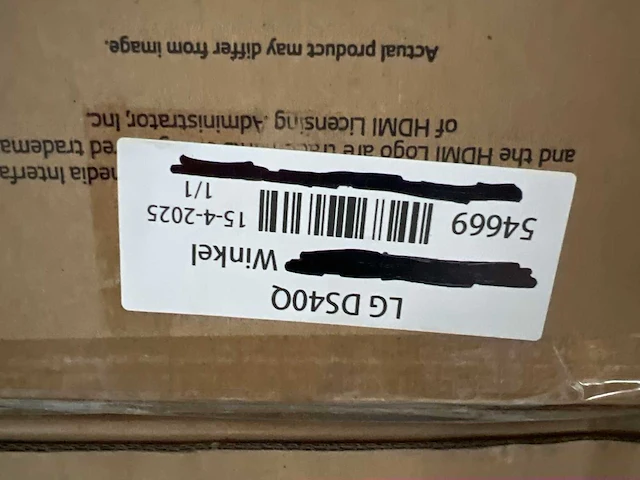 LG DS40Q
Winkel
54669 15-4-2025
1/1
and the HDMI Logo are
of HDMI Licensing Administrator, Inc.
Actual product may differ from image.